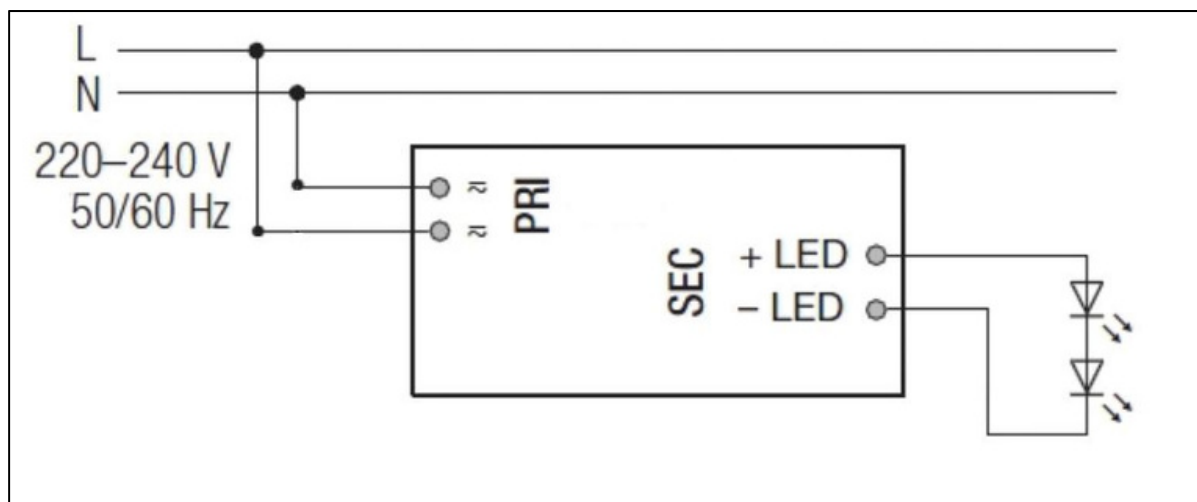 L
N
220–240 V
50/60 Hz
≂ PRI
≂
SEC
+ LED
– LED